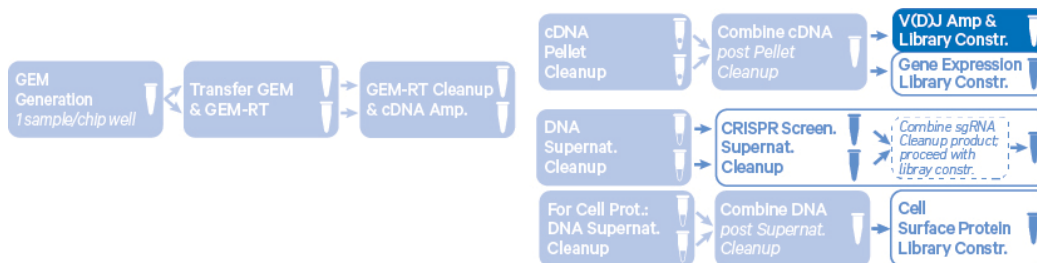 GEM
Generation
1 sample/chip well
Transfer GEM
& GEM-RT
GEM-RT Cleanup
& cDNA Amp.
cDNA
Pellet
Cleanup
Combine cDNA
post Pellet
Cleanup
V(D)J Amp &
Library Constr.
Gene Expression
Library Constr.
DNA
Supernat.
Cleanup
CRISPR Screen.
Supernat.
Cleanup
Combine sgRNA
Cleanup product;
proceed with
libray constr.
For Cell Prot.:
DNA Supernat.
Cleanup
Combine DNA
post Supernat.
Cleanup
Cell
Surface Protein
Library Constr.